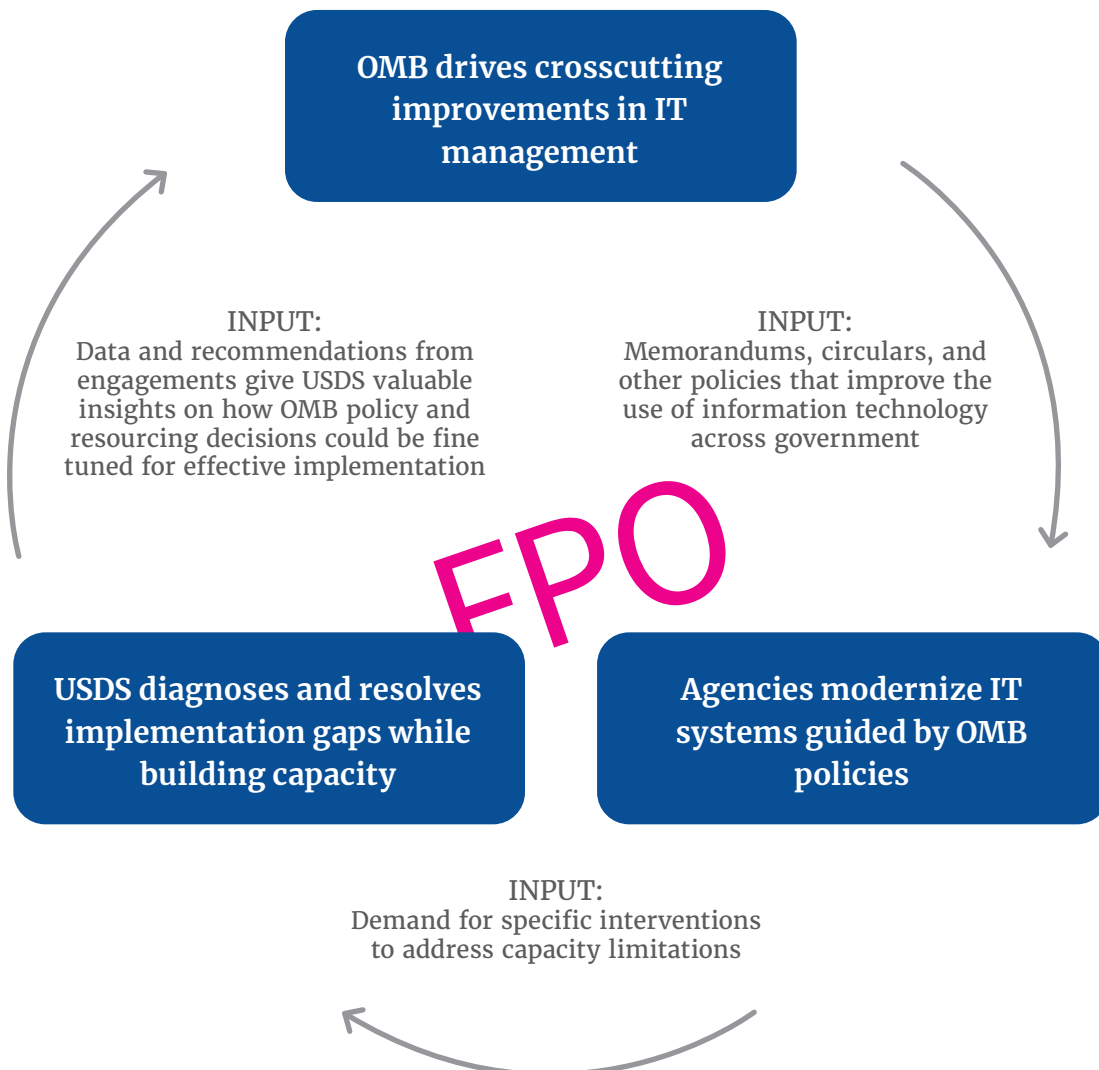 OMB drives crosscutting
improvements in IT
management
INPUT:
Data and recommendations from
engagements give USDS valuable
insights on how OMB policy and
resourcing decisions could be fine
tuned for effective implementation
INPUT:
Memorandums, circulars, and
other policies that improve the
use of information technology
across government
FPO
USDS diagnoses and resolves
implementation gaps while
building capacity
Agencies modernize IT
systems guided by OMB
policies
INPUT:
Demand for specific interventions
to address capacity limitations